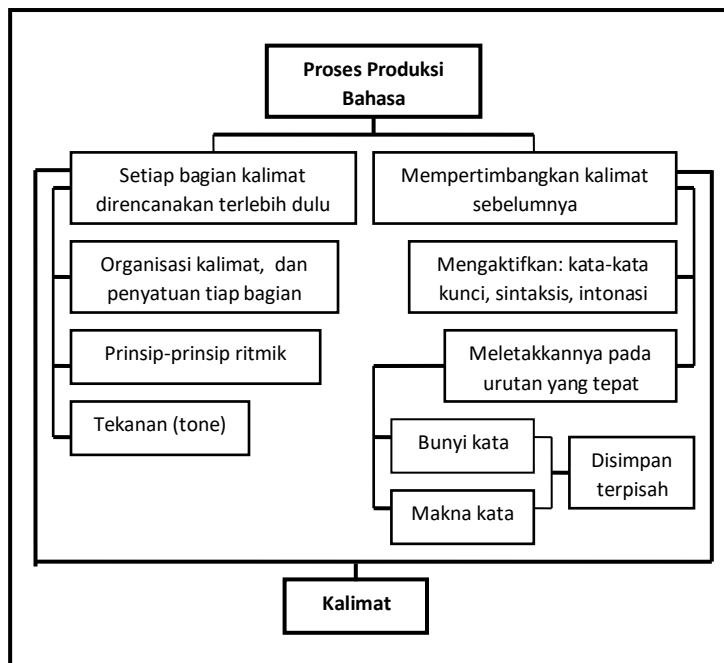 Proses Produksi
Bahasa
Setiap bagian kalimat
direncanakan terlebih dulu
Organisasi kalimat, dan
penyatuan tiap bagian
Prinsip-prinsip ritmik
Tekanan (tone)
Mempertimbangkan kalimat
sebelumnya
Mengaktifkan: kata-kata
kunci, sintaksis, intonasi
Meletakkannya pada
urutan yang tepat
Bunyi kata
Makna kata
Disimpan
terpisah
Kalimat